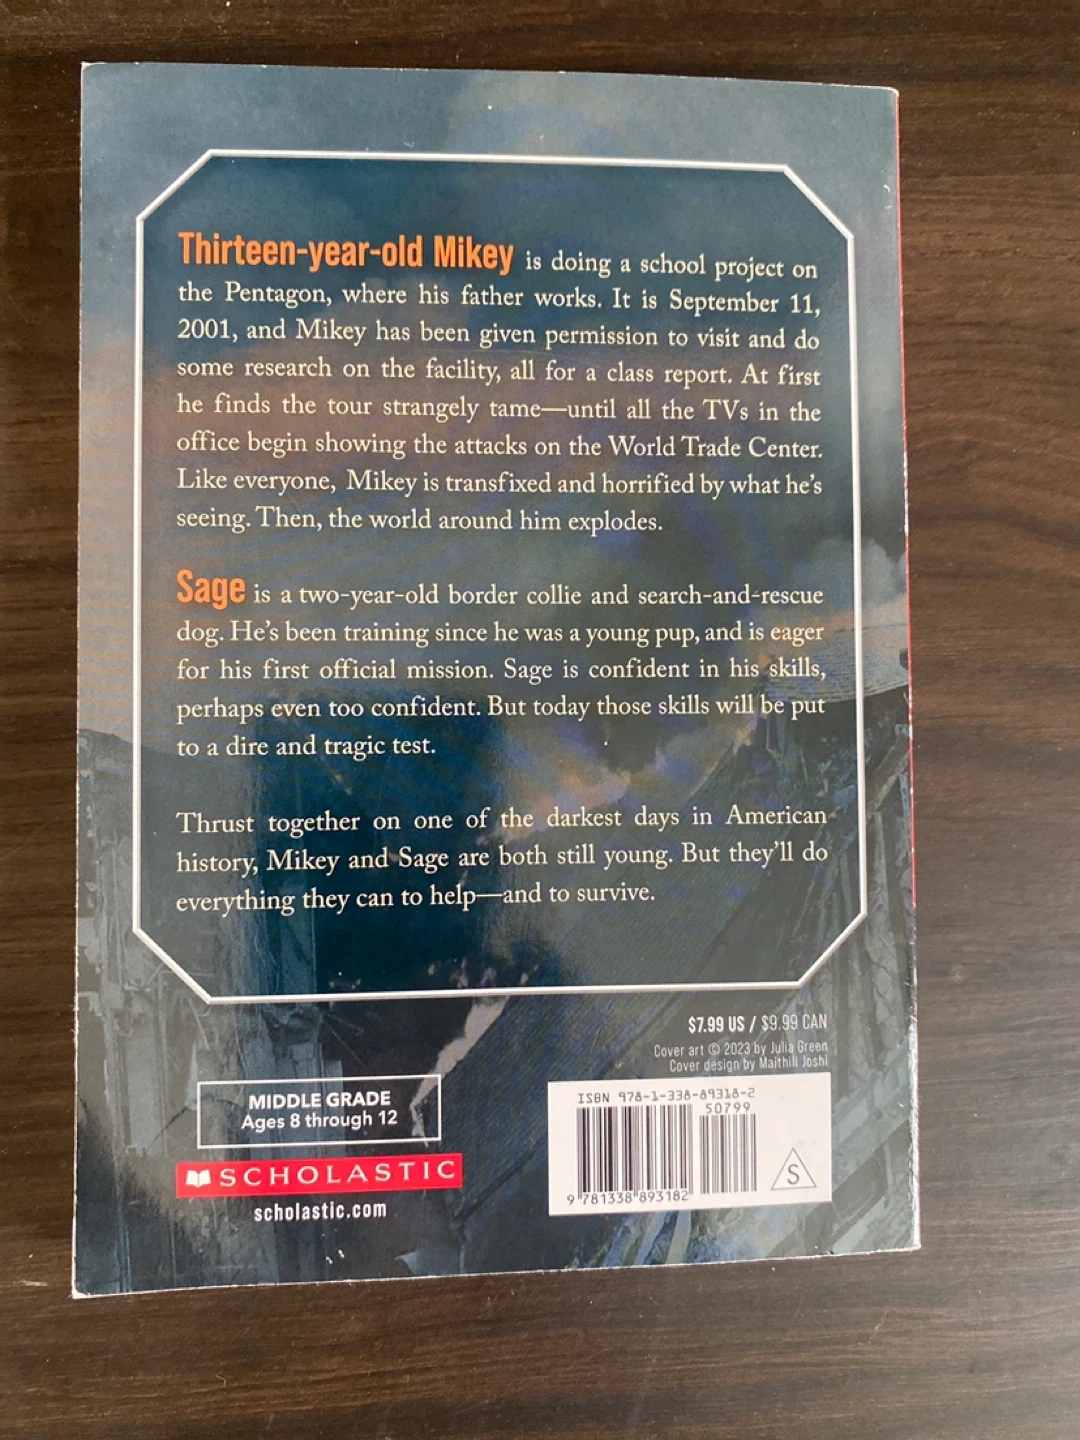 Thirteen-year-old Mikey is doing a school project on
the Pentagon, where his father works. It is September 11,
2001, and Mikey has been given permission to visit and do
some research on the facility, all for a class report. At first
he finds the tour strangely tame—until all the TVs in the
office begin showing the attacks on the World Trade Center.
Like everyone, Mikey is transfixed and horrified by what he's
seeing. Then, the world around him explodes.
Sage is a two-year-old border collie and search-and-rescue
dog. He's been training since he was a young pup, and is eager
for his first official mission. Sage is confident in his skills,
perhaps even too confident. But today those skills will be put
to a dire and tragic test.
Thrust together on one of the darkest days in American
history, Mikey and Sage are both still young. But they'll do
everything they can to help—and to survive.
$7.99 US / $9.99 CAN
Cover art © 2023 by Julia Green
Cover design by Maithili Joshi
MIDDLE GRADE
Ages 8 through 12
SCHOLASTIC
scholastic.com
ISBN 978-1-338-89318-2
50799
9 781338 893182
S